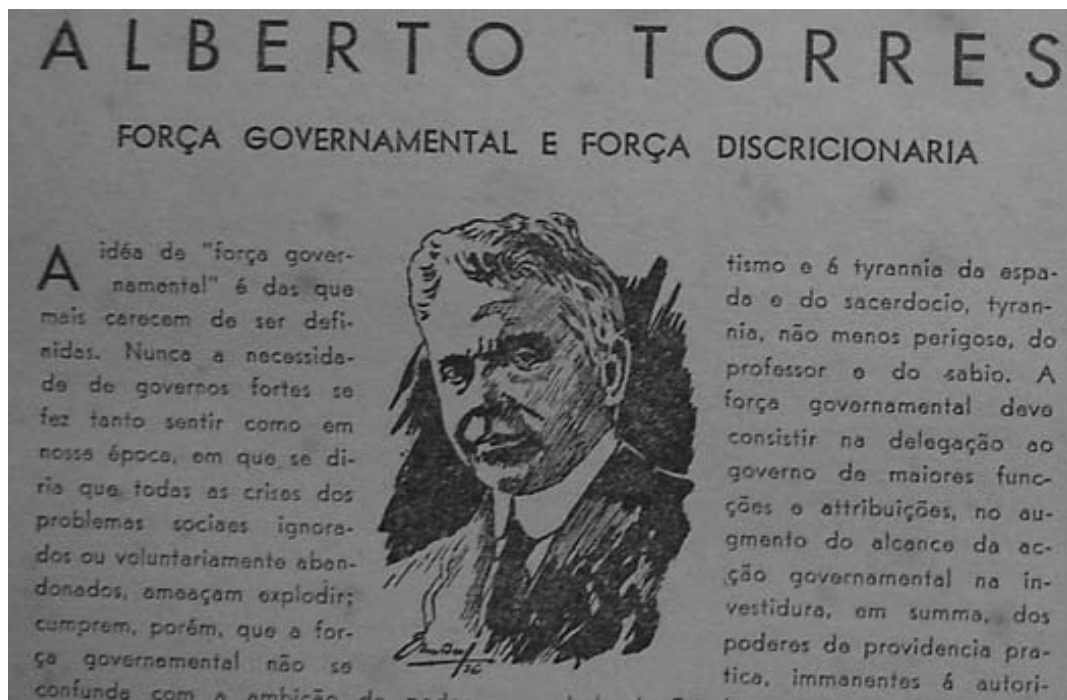 ALBERTO TORRES
FORÇA GOVERNAMENTAL E FORÇA DISCRICIONARIA
A idéa de "força gover-
namental" é das que
mais carecem de ser defi-
nidas. Nunca a necessida-
de de governos fortes se
fez tanto sentir como em
nossa época, em que se di-
ria que todas as crises dos
problemas sociaes ignora-
dos ou voluntariamente aban-
donados, ameaçam explodir;
cumprem, porém, que a for-
ça governamental não se
confunda com a ambição de
tismo e á tyrannia da espa-
da e do sacerdocio, tyran-
nia, não menos perigosa, do
professor e do sabio. A
força governamental deve
consistir na delegação ao
governo de maiores func-
ções e attribuições, no au-
gmento do alcance da ac-
ção governamental na in-
vestidura, em summa, dos
poderes de providencia pra-
tica, immanentes á autori-